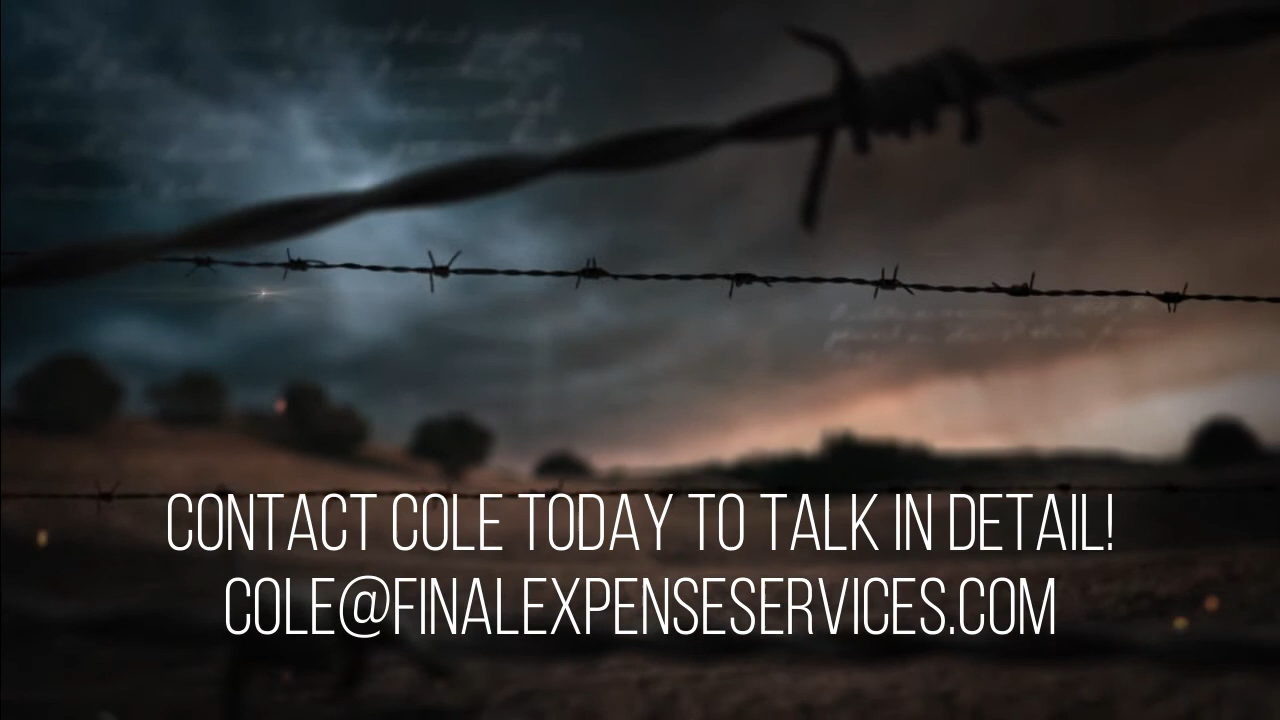 CONTACT COLE TODAY TO TALK IN DETAIL!
COLE@FINALEXPENSESERVICES.COM